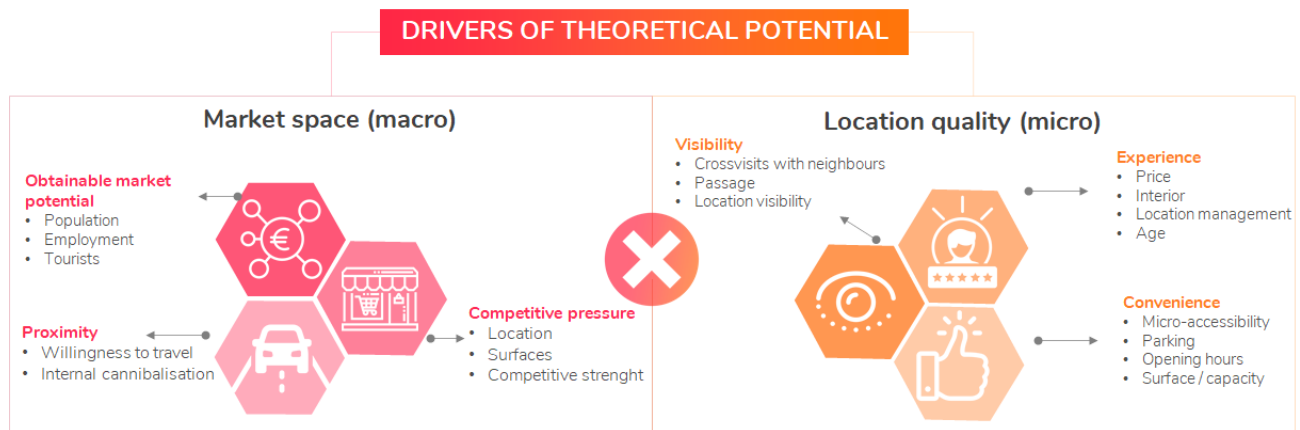 DRIVERS OF THEORETICAL POTENTIAL
Market space (macro)
Obtainable market
potential
• Population
• Employment
• Tourists
€
Proximity
• Willingness to travel
• Internal cannibalisation
Competitive pressure
• Location
• Surfaces
• Competitive strenght
Location quality (micro)
Visibility
• Crossvisits with neighbours
• Passage
• Location visibility
Experience
• Price
• Interior
• Location management
• Age
Convenience
• Micro-accessibility
• Parking
• Opening hours
• Surface / capacity